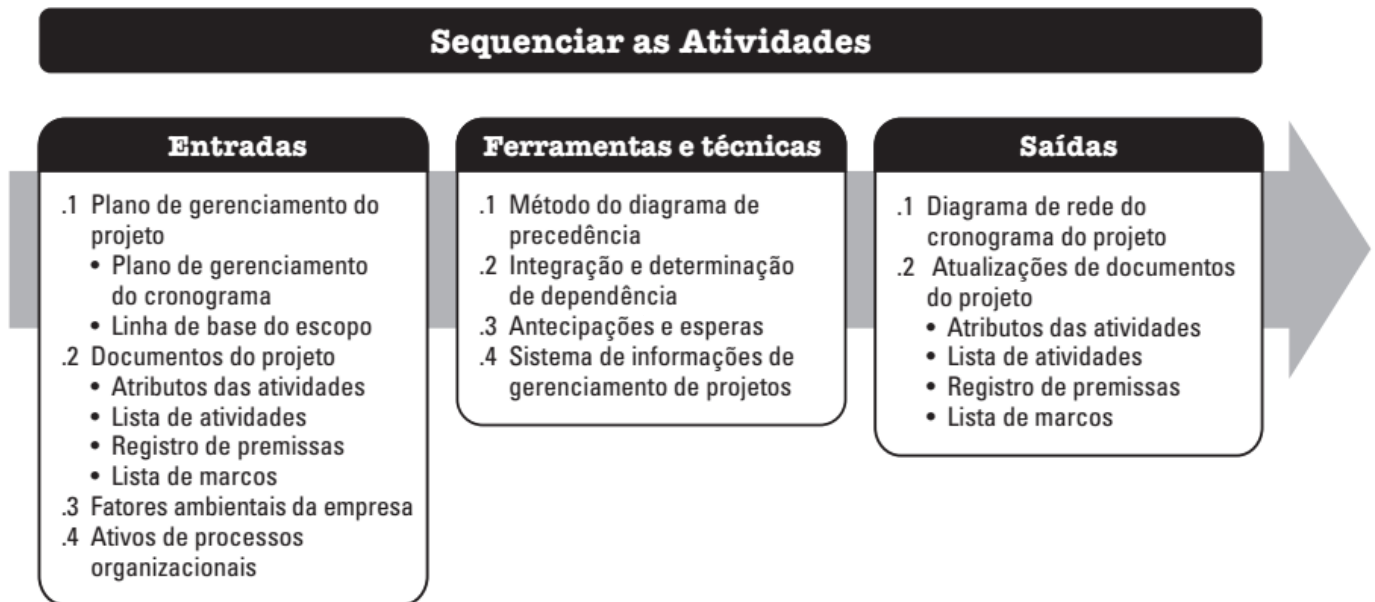 Sequenciar as Atividades
Entradas
.1 Plano de gerenciamento do
projeto
• Plano de gerenciamento
do cronograma
• Linha de base do escopo
.2 Documentos do projeto
• Atributos das atividades
• Lista de atividades
• Registro de premissas
• Lista de marcos
.3 Fatores ambientais da empresa
.4 Ativos de processos
organizacionais
Ferramentas e técnicas
.1 Método do diagrama de
precedência
.2 Integração e determinação
de dependência
.3 Antecipações e esperas
.4 Sistema de informações de
gerenciamento de projetos
Saídas
.1 Diagrama de rede do
cronograma do projeto
.2 Atualizações de documentos
do projeto
• Atributos das atividades
• Lista de atividades
• Registro de premissas
• Lista de marcos